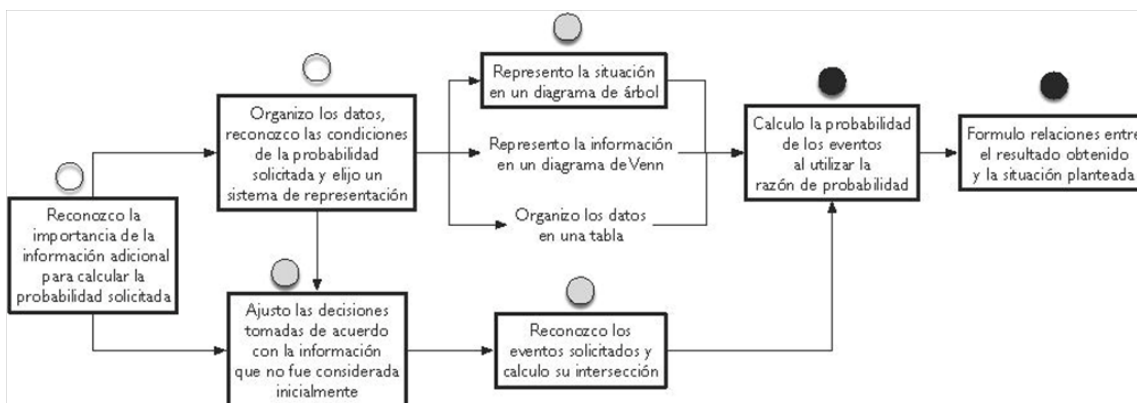 Reconozco la
importancia de la
información adicional
para calcular la
probabilidad solicitada
Organizo los datos,
reconozco las condiciones
de la probabilidad
solicitada y elijo un
sistema de representación
Ajusto las decisiones
tomadas de acuerdo
con la información
que no fue considerada
inicialmente
Represento la situación
en un diagrama de árbol
Represento la información
en un diagrama de Venn
Organizo los datos
en una tabla
Reconozco los
eventos solicitados y
calculo su intersección
Calculo la probabilidad
de los eventos
al utilizar la
razón de probabilidad
Formulo relaciones entre
el resultado obtenido
y la situación planteada